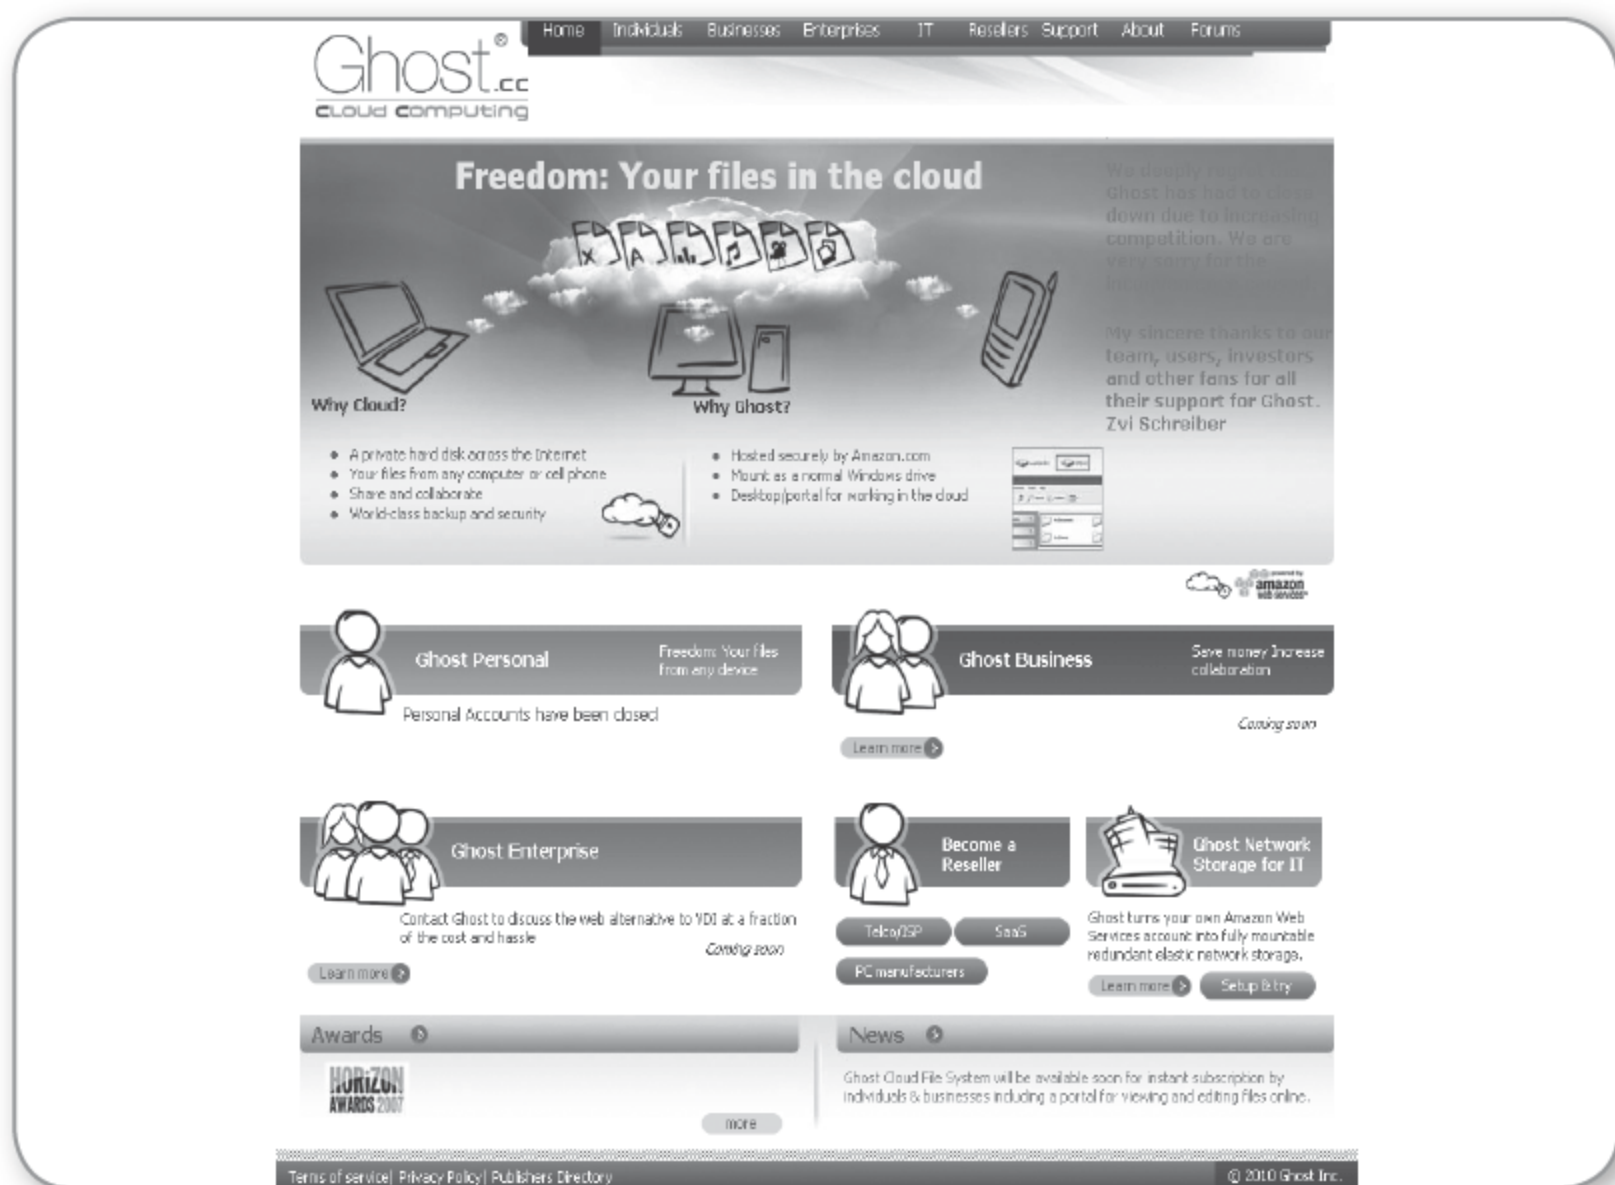 Home Individuals Businesses Enterprises IT Resellers Support About Forums
Ghost®.cc
CLOUD COMPUTING
Freedom: Your files in the cloud
We deeply
Ghost has had to close
down due to increasing
competition. We are
very sorry for the
My sincere thanks to our
team, users, investors
and other fans for all
their support for Ghost.
Zvi Schreiber
X A
Why Cloud?
A private hard disk across the Internet
Your files from any computer or cell phone
Share and collaborate
World-class backup and security
Why Ghost?
Hosted securely by Amazon.com
Mount as a normal Windows drive
Desktop/portal for working in the cloud
powered by
amazon
web services™
Ghost Personal
Freedom: Your files
from any device
Personal Accounts have been closed
Ghost Business
Save money Increase
collaboration
Coming soon
Learn more
Ghost Enterprise
Contact Ghost to discuss the web alternative to VDI at a fraction
of the cost and hassle
Coming soon
Learn more
Become a
Reseller
Telco/ISP SaaS
PC manufacturers
Ghost Network
Storage for IT
Ghost turns your own Amazon Web
Services account into fully mountable
redundant elastic network storage.
Learn more Setup & try
Awards
HORiZON
AWARDS 2007
more
News
Ghost Cloud File System will be available soon for instant subscription by
individuals & businesses including a portal for viewing and editing files online.
Terms of service| Privacy Policy| Publishers Directory
© 2010 Ghost Inc.